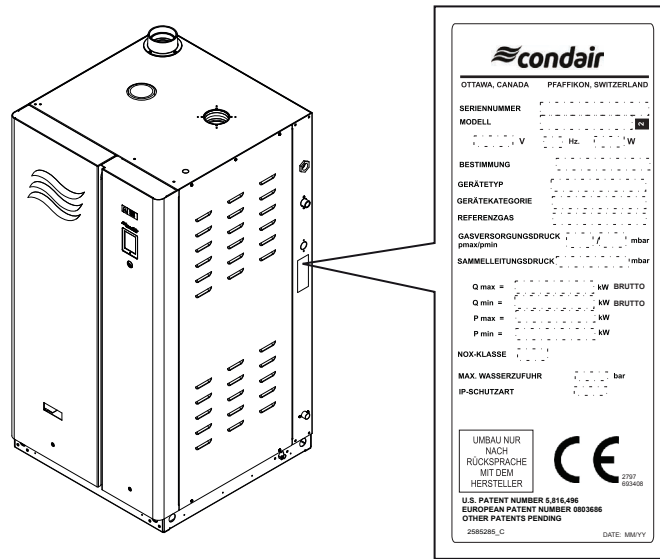 condair
OTTAWA, CANADA PFAFFIKON, SWITZERLAND
SERIENNUMMER
MODELL 2
V Hz. W
BESTIMMUNG
GERÄTETYP
GERÄTEKATEGORIE
REFERENZGAS
GASVERSORGUNGSDRUCK / mbar
pmax/pmin
SAMMELLEITUNGSDRUCK mbar
Q max = kW BRUTTO
Q min = kW BRUTTO
P max = kW
P min = kW
NOX-KLASSE
MAX. WASSERZUFUHR bar
IP-SCHUTZART
UMBAU NUR
NACH
RÜCKSPRACHE
MIT DEM
HERSTELLER
CE
2797
693408
U.S. PATENT NUMBER 5,816,496
EUROPEAN PATENT NUMBER 0803686
OTHER PATENTS PENDING
2585285_C DATE: MM/YY